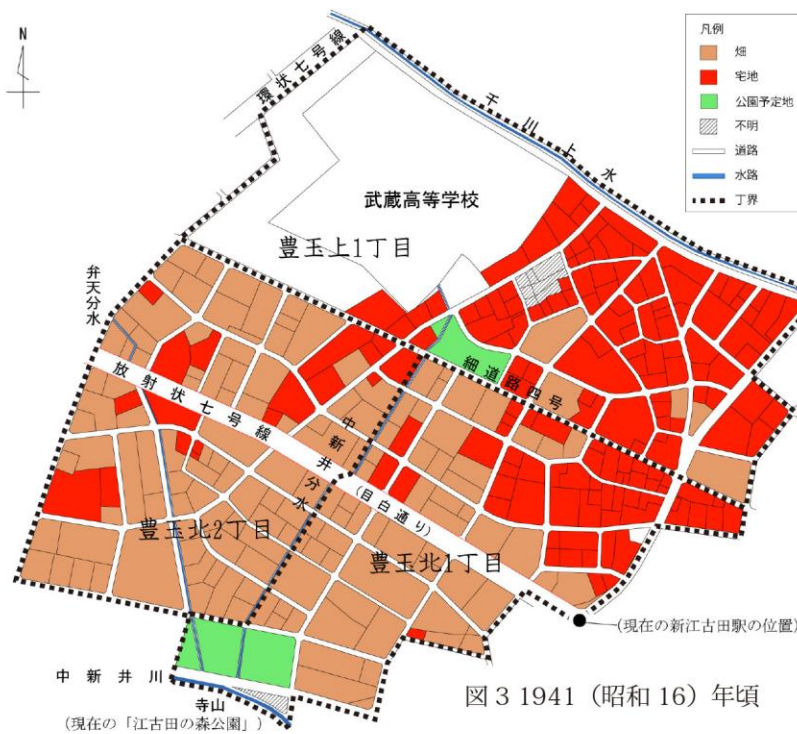 N
環状七号線
千川上水
凡例
畑
宅地
公園予定地
不明
道路
水路
丁界
武蔵高等学校
豊玉上1丁目
弁天分水
放射状七号線
細道路四号
中新井分水
(目白通り)
豊玉北2丁目
豊玉北1丁目
(現在の新江古田駅の位置)
中新井川
寺山
(現在の「江古田の森公園」)
図3 1941(昭和16)年頃